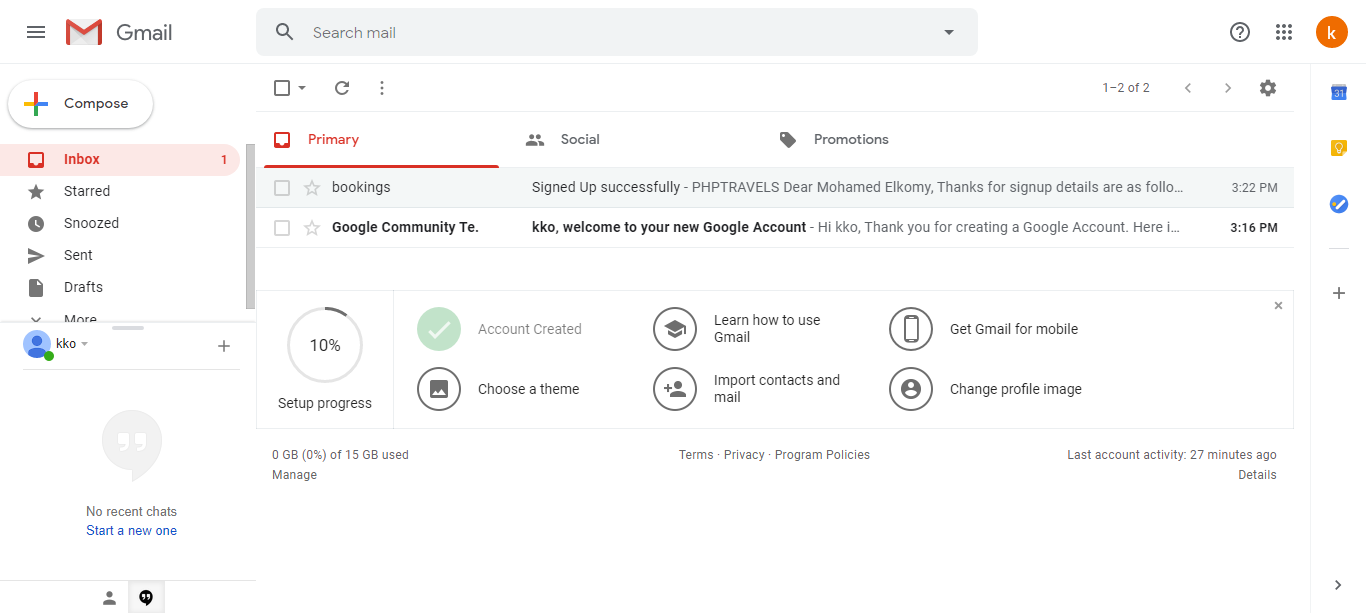 Gmail
Search mail
k
Compose
1–2 of 2
31
Primary
Social
Promotions
Inbox 1
Starred
Snoozed
Sent
Drafts
More
bookings Signed Up successfully - PHPTRAVELS Dear Mohamed Elkomy, Thanks for signup details are as follo… 3:22 PM
Google Community Te. kko, welcome to your new Google Account - Hi kko, Thank you for creating a Google Account. Here i… 3:16 PM
kko
10%
Setup progress
Account Created
Learn how to use
Gmail
Get Gmail for mobile
Choose a theme
Import contacts and
mail
Change profile image
0 GB (0%) of 15 GB used
Manage
Terms · Privacy · Program Policies
Last account activity: 27 minutes ago
Details
No recent chats
Start a new one